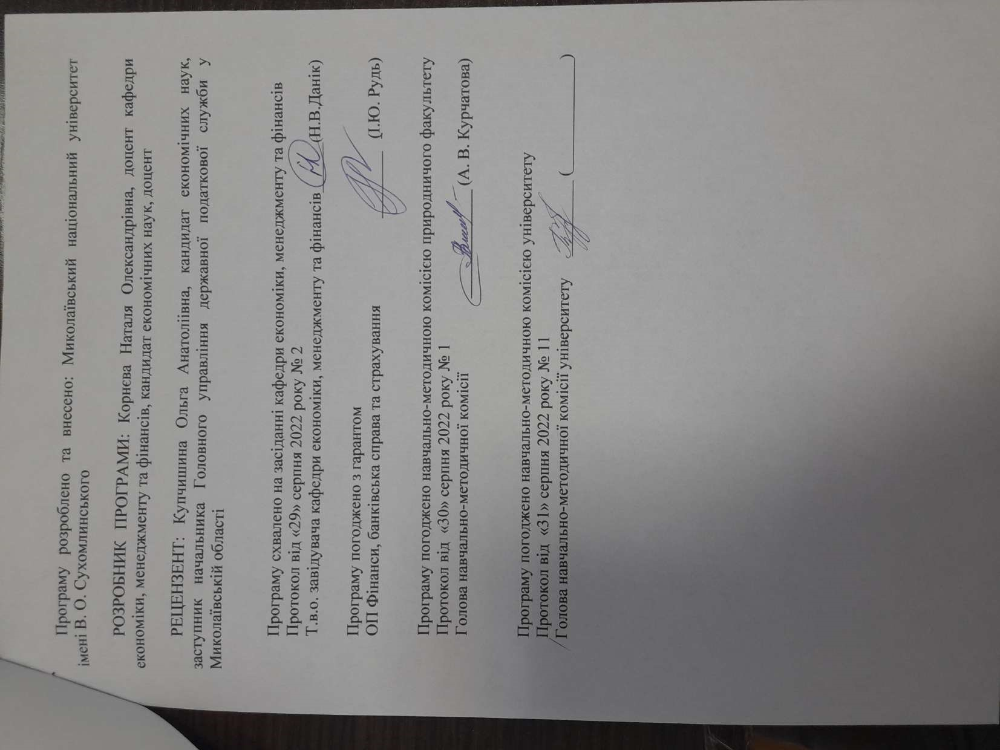 Програму розроблено та внесено: Миколаївський національний університет
імені В. О. Сухомлинського
РОЗРОБНИК ПРОГРАМИ: Корнєва Наталя Олександрівна, доцент кафедри
економіки, менеджменту та фінансів, кандидат економічних наук, доцент
РЕЦЕНЗЕНТ: Купчишина Ольга Анатоліївна, кандидат економічних наук,
заступник начальника Головного управління державної податкової служби у
Миколаївській області
Програму схвалено на засіданні кафедри економіки, менеджменту та фінансів
Протокол від «29» серпня 2022 року № 2
Т.в.о. завідувача кафедри економіки, менеджменту та фінансів (Н.В.Данік)
Програму погоджено з гарантом
ОП Фінанси, банківська справа та страхування (І.Ю. Рудь)
Програму погоджено навчально-методичною комісією природничого факультету
Протокол від «30» серпня 2022 року № 1
Голова навчально-методичної комісії (А. В. Курчатова)
Програму погоджено навчально-методичною комісією університету
Протокол від «31» серпня 2022 року № 11
Голова навчально-методичної комісії університету ( )